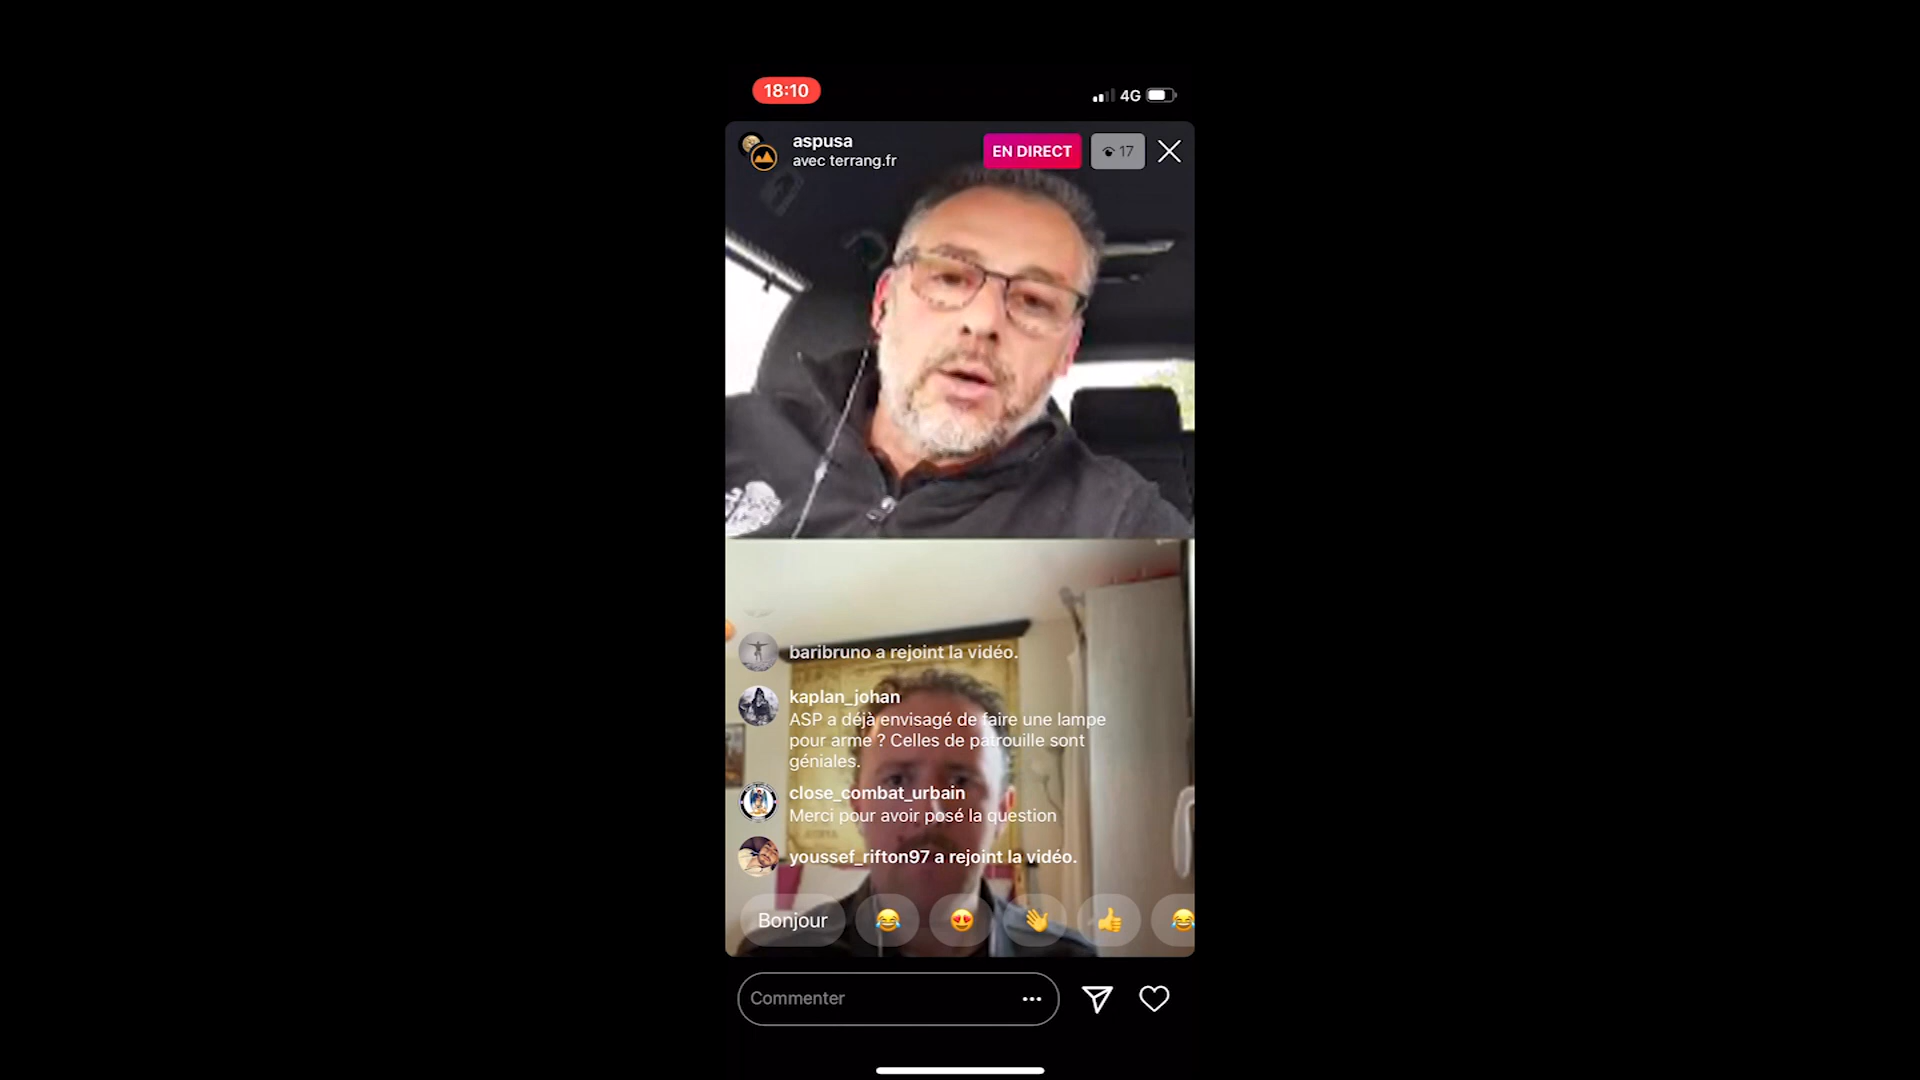 18:10
4G
aspusa
avec terrang.fr
EN DIRECT
17
baribruno a rejoint la vidéo.
kaplan_johan
ASP a déjà envisagé de faire une lampe
pour arme ? Celles de patrouille sont
géniales.
close_combat_urbain
Merci pour avoir posé la question
youssef_rifton97 a rejoint la vidéo.
Bonjour
Commenter